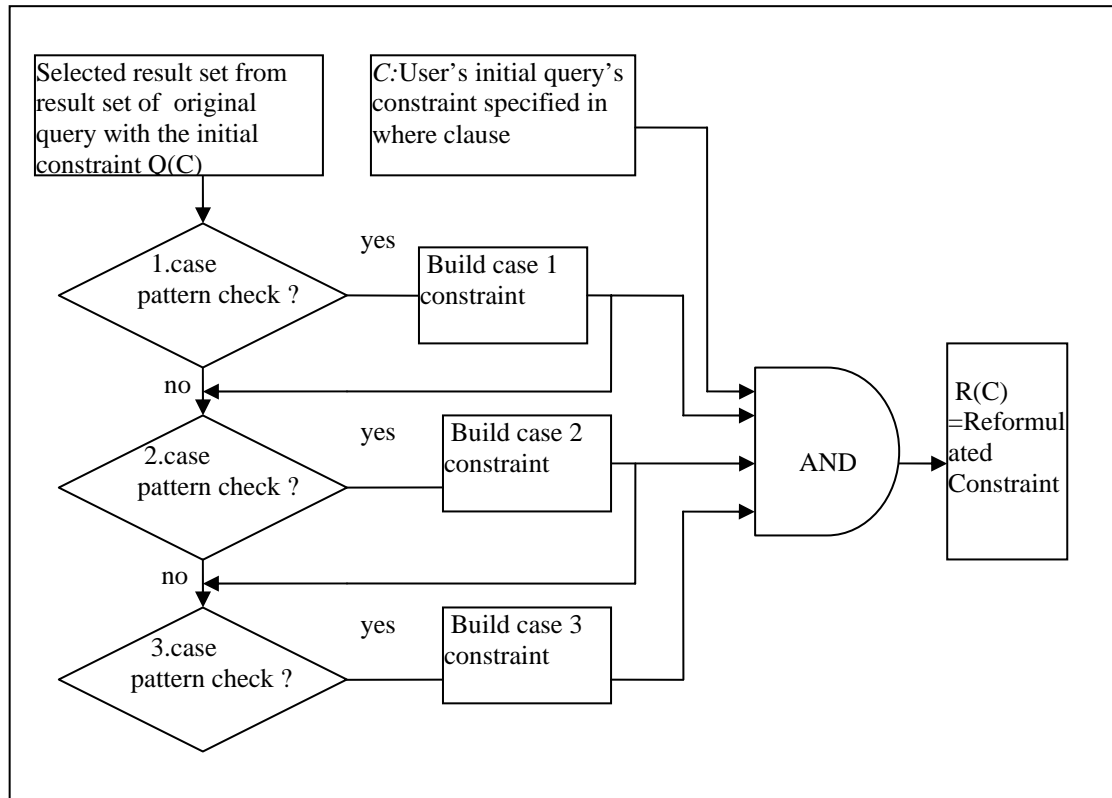 Selected result set from
result set of original
query with the initial
constraint Q(C)
C:User's initial query's
constraint specified in
where clause
1.case
pattern check ?
yes
Build case 1
constraint
no
2.case
pattern check ?
yes
Build case 2
constraint
no
3.case
pattern check ?
yes
Build case 3
constraint
AND
R(C)
=Reformul
ated
Constraint